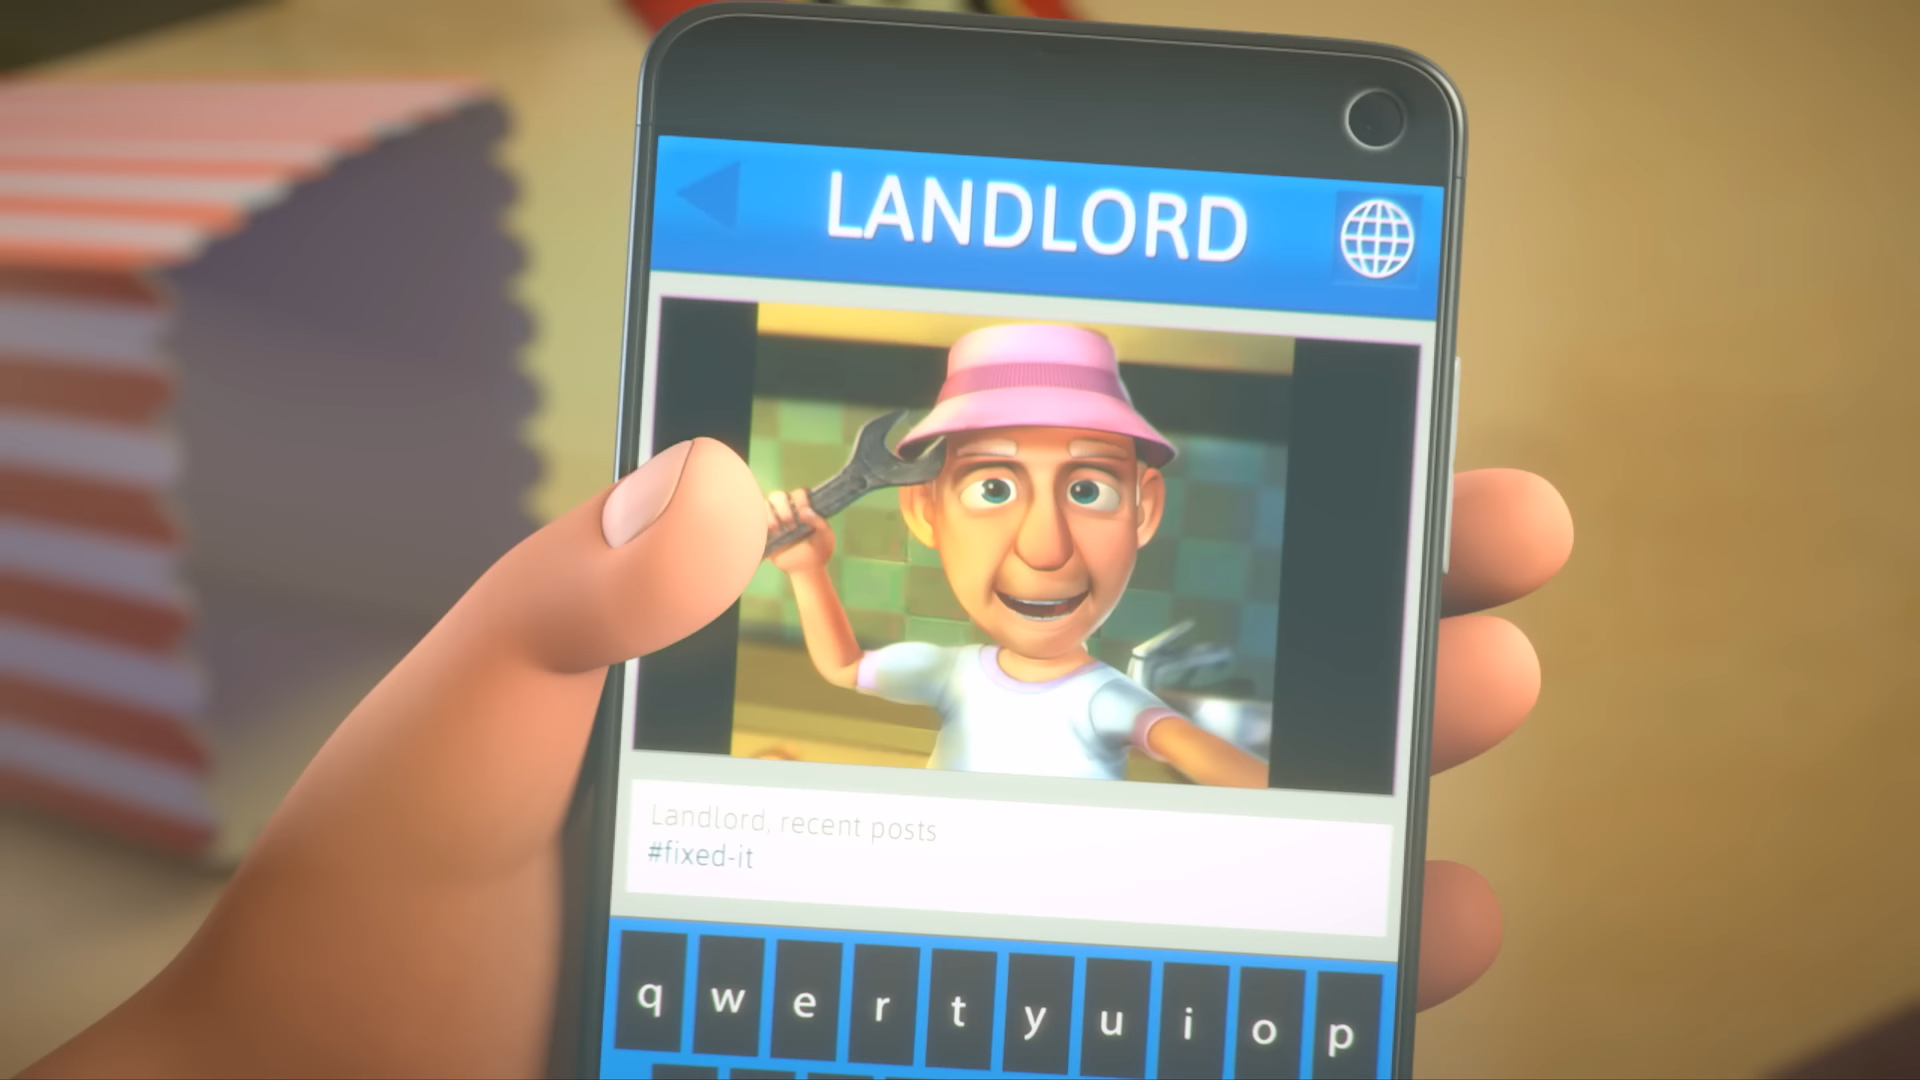 LANDLORD
Landlord, recent posts
#fixed-it
q w e r t y u i o p